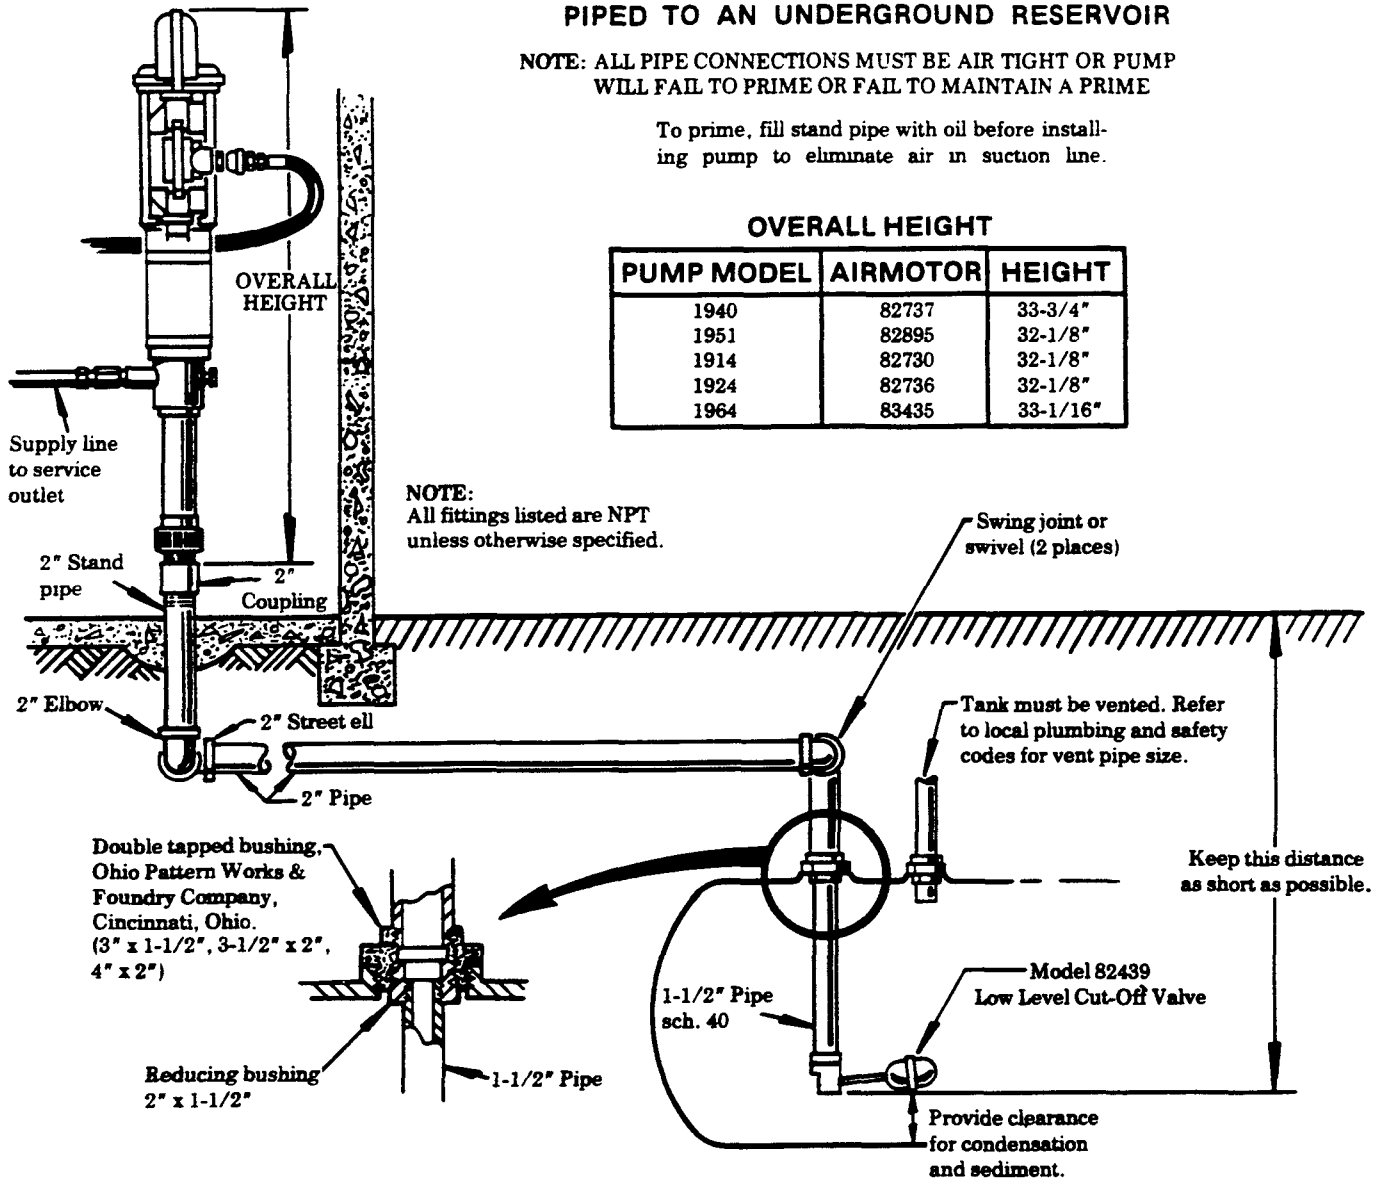 PIPED TO AN UNDERGROUND RESERVOIR
NOTE: ALL PIPE CONNECTIONS MUST BE AIR TIGHT OR PUMP
WILL FAIL TO PRIME OR FAIL TO MAINTAIN A PRIME
To prime, fill stand pipe with oil before install-
ing pump to eliminate air in suction line.
OVERALL HEIGHT
PUMP MODEL AIRMOTOR HEIGHT
1940 82737 33-3/4"
1951 82895 32-1/8"
1914 82730 32-1/8"
1924 82736 32-1/8"
1964 83435 33-1/16"
OVERALL
HEIGHT
Supply line
to service
outlet
NOTE:
All fittings listed are NPT
unless otherwise specified.
Swing joint or
swivel (2 places)
2" Stand
pipe
2"
Coupling
2" Elbow
2" Street ell
2" Pipe
Tank must be vented. Refer
to local plumbing and safety
codes for vent pipe size.
Double tapped bushing,
Ohio Pattern Works &
Foundry Company,
Cincinnati, Ohio.
(3" x 1-1/2", 3-1/2" x 2",
4" x 2")
Keep this distance
as short as possible.
1-1/2" Pipe
sch. 40
Model 82439
Low Level Cut-Off Valve
Reducing bushing
2" x 1-1/2"
1-1/2" Pipe
Provide clearance
for condensation
and sediment.